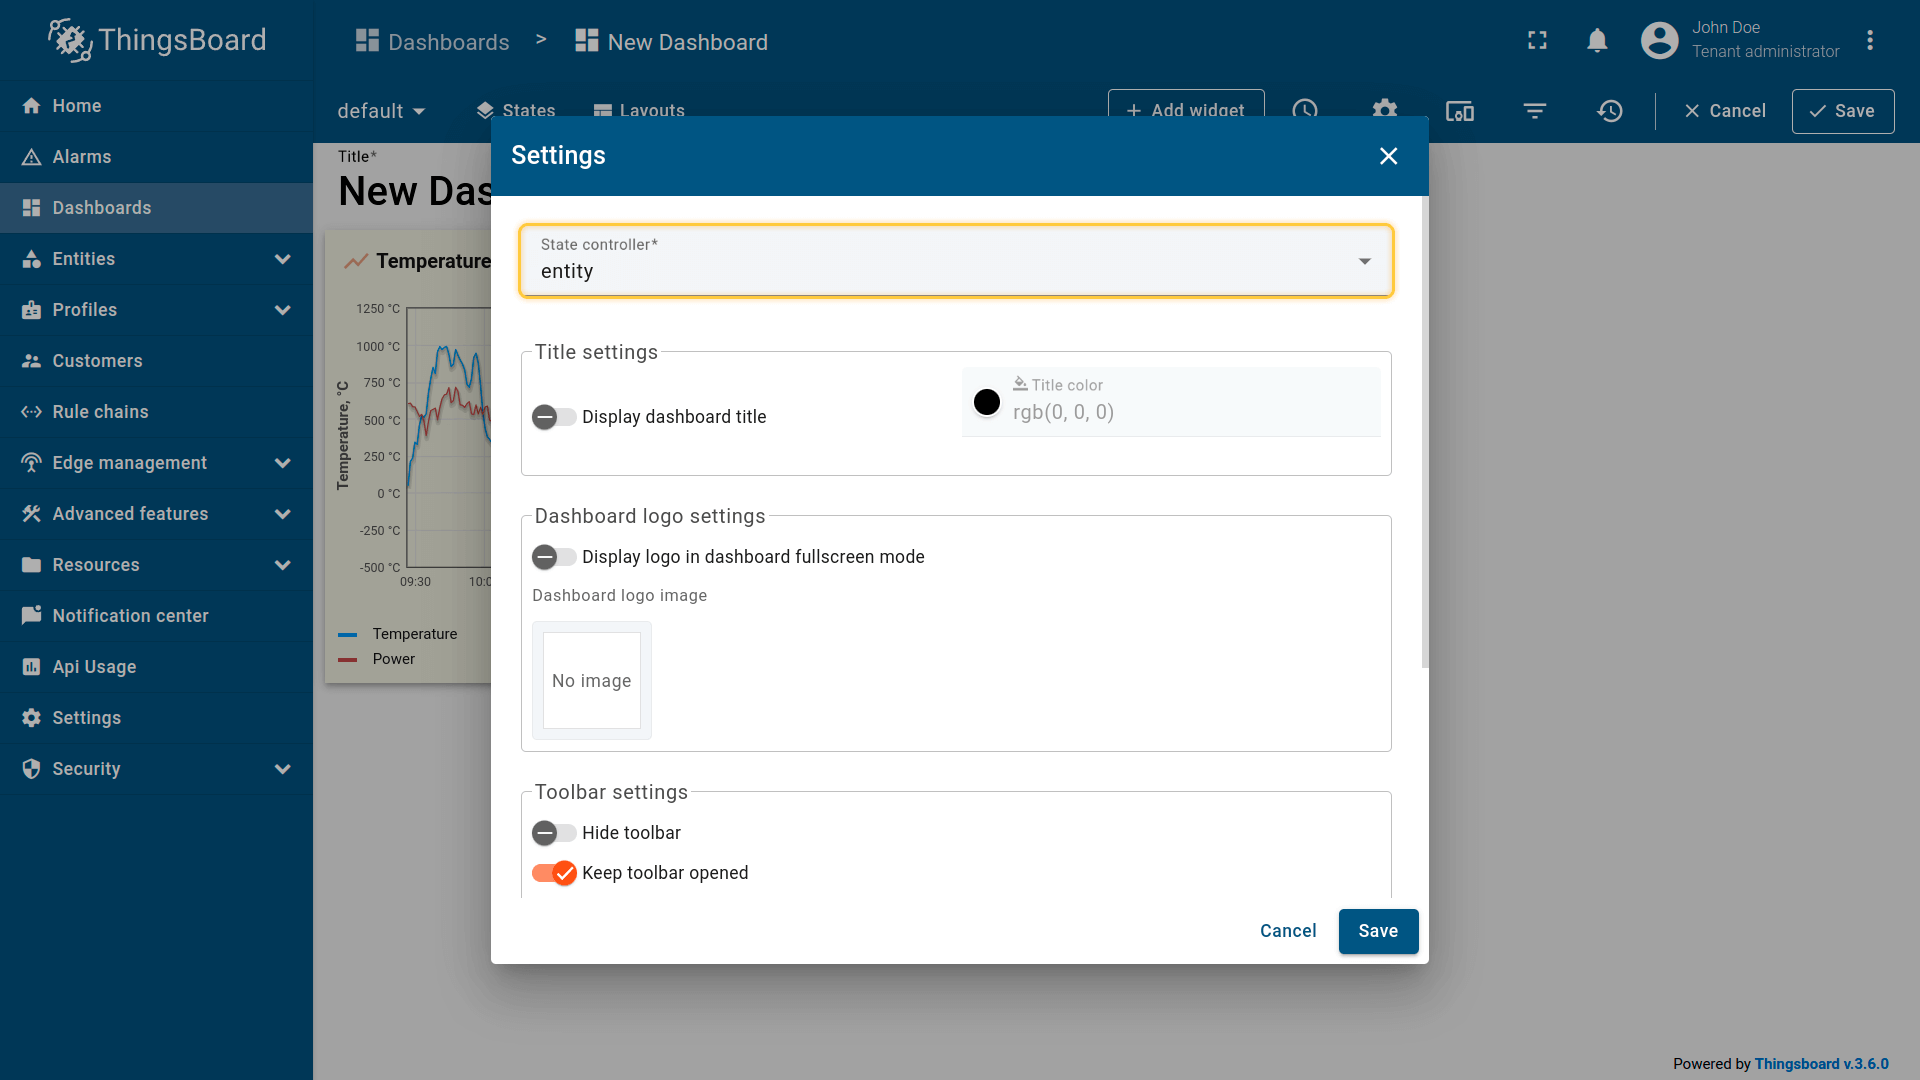 ThingsBoard
Dashboards > New Dashboard
John Doe
Tenant administrator
Home
Alarms
Dashboards
Entities
Profiles
Customers
Rule chains
Edge management
Advanced features
Resources
Notification center
Api Usage
Settings
Security
default
States
Layouts
+ Add widget
Cancel
Save
Title*
New Das
Temperature
1250 °C
1000 °C
750 °C
500 °C
250 °C
0 °C
-250 °C
-500 °C
Temperature, °C
09:30
10:0
Temperature
Power
Settings
State controller*
entity
Title settings
Display dashboard title
Title color
rgb(0, 0, 0)
Dashboard logo settings
Display logo in dashboard fullscreen mode
Dashboard logo image
No image
Toolbar settings
Hide toolbar
Keep toolbar opened
Cancel
Save
Powered by Thingsboard v.3.6.0